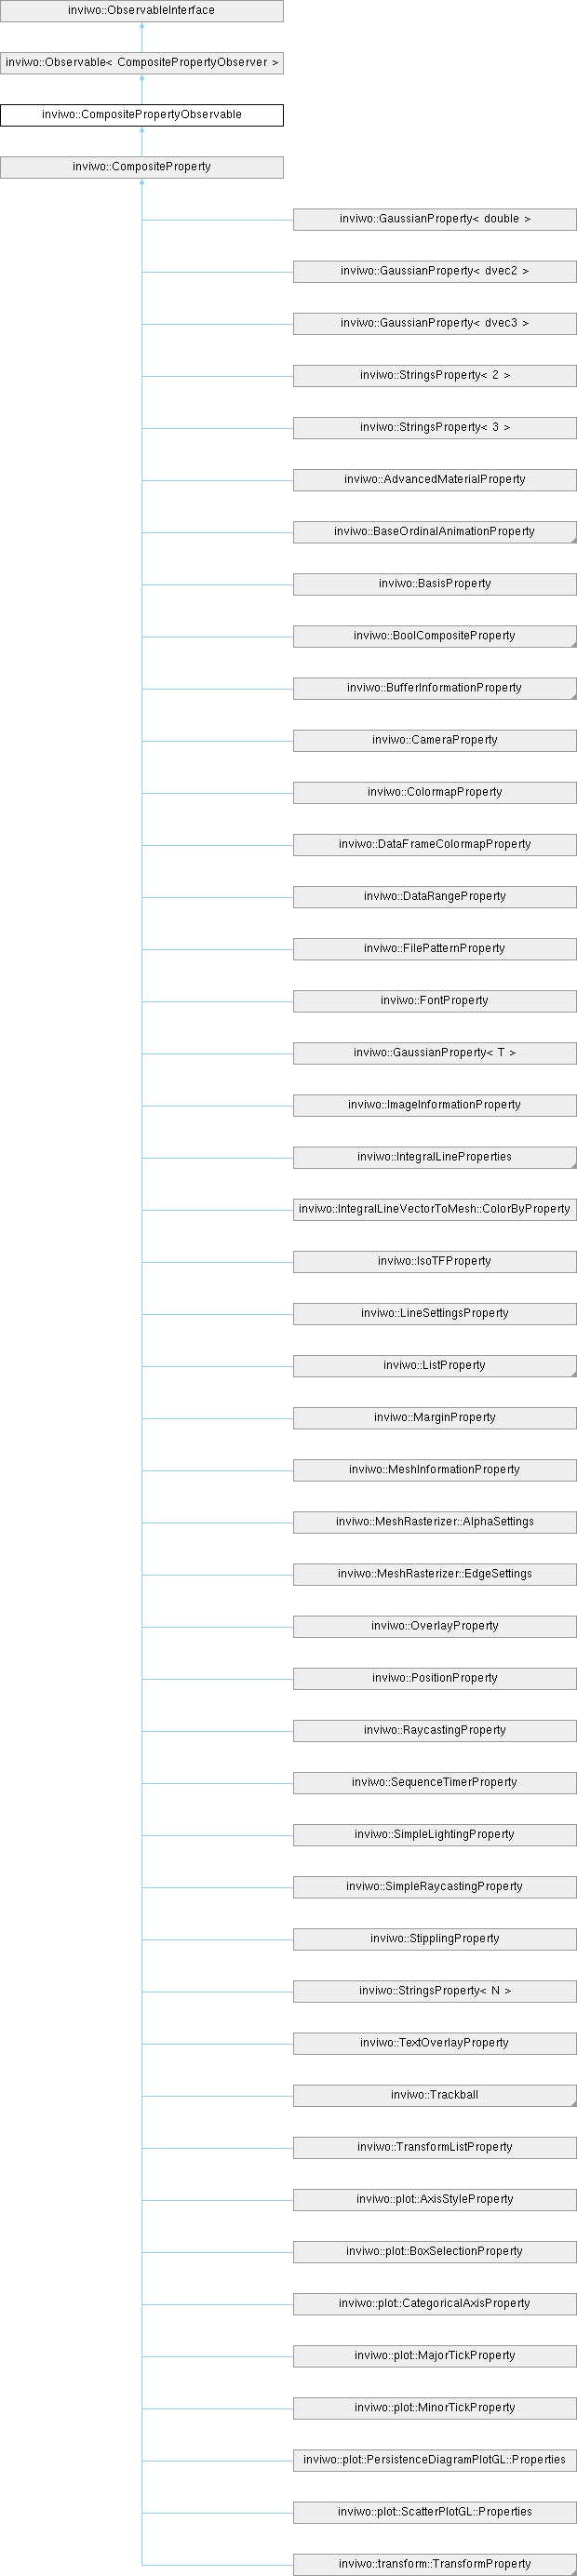 inviwo::ObservableInterface
inviwo::Observable< CompositePropertyObserver >
inviwo::CompositePropertyObservable
inviwo::CompositeProperty
inviwo::GaussianProperty< double >
inviwo::GaussianProperty< dvec2 >
inviwo::GaussianProperty< dvec3 >
inviwo::StringsProperty< 2 >
inviwo::StringsProperty< 3 >
inviwo::AdvancedMaterialProperty
inviwo::BaseOrdinalAnimationProperty
inviwo::BasisProperty
inviwo::BoolCompositeProperty
inviwo::BufferInformationProperty
inviwo::CameraProperty
inviwo::ColormapProperty
inviwo::DataFrameColormapProperty
inviwo::DataRangeProperty
inviwo::FilePatternProperty
inviwo::FontProperty
inviwo::GaussianProperty< T >
inviwo::ImageInformationProperty
inviwo::IntegralLineProperties
inviwo::IntegralLineVectorToMesh::ColorByProperty
inviwo::IsoTFProperty
inviwo::LineSettingsProperty
inviwo::ListProperty
inviwo::MarginProperty
inviwo::MeshInformationProperty
inviwo::MeshRasterizer::AlphaSettings
inviwo::MeshRasterizer::EdgeSettings
inviwo::OverlayProperty
inviwo::PositionProperty
inviwo::RaycastingProperty
inviwo::SequenceTimerProperty
inviwo::SimpleLightingProperty
inviwo::SimpleRaycastingProperty
inviwo::StipplingProperty
inviwo::StringsProperty< N >
inviwo::TextOverlayProperty
inviwo::Trackball
inviwo::TransformListProperty
inviwo::plot::AxisStyleProperty
inviwo::plot::BoxSelectionProperty
inviwo::plot::CategoricalAxisProperty
inviwo::plot::MajorTickProperty
inviwo::plot::MinorTickProperty
inviwo::plot::PersistenceDiagramPlotGL::Properties
inviwo::plot::ScatterPlotGL::Properties
inviwo::transform::TransformProperty